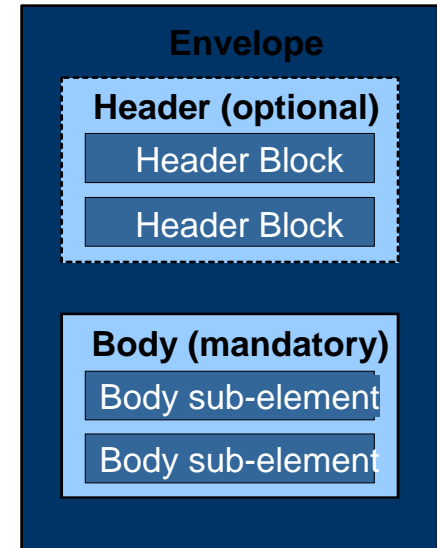 Envelope
Header (optional)
Header Block
Header Block
Body (mandatory)
Body sub-element
Body sub-element